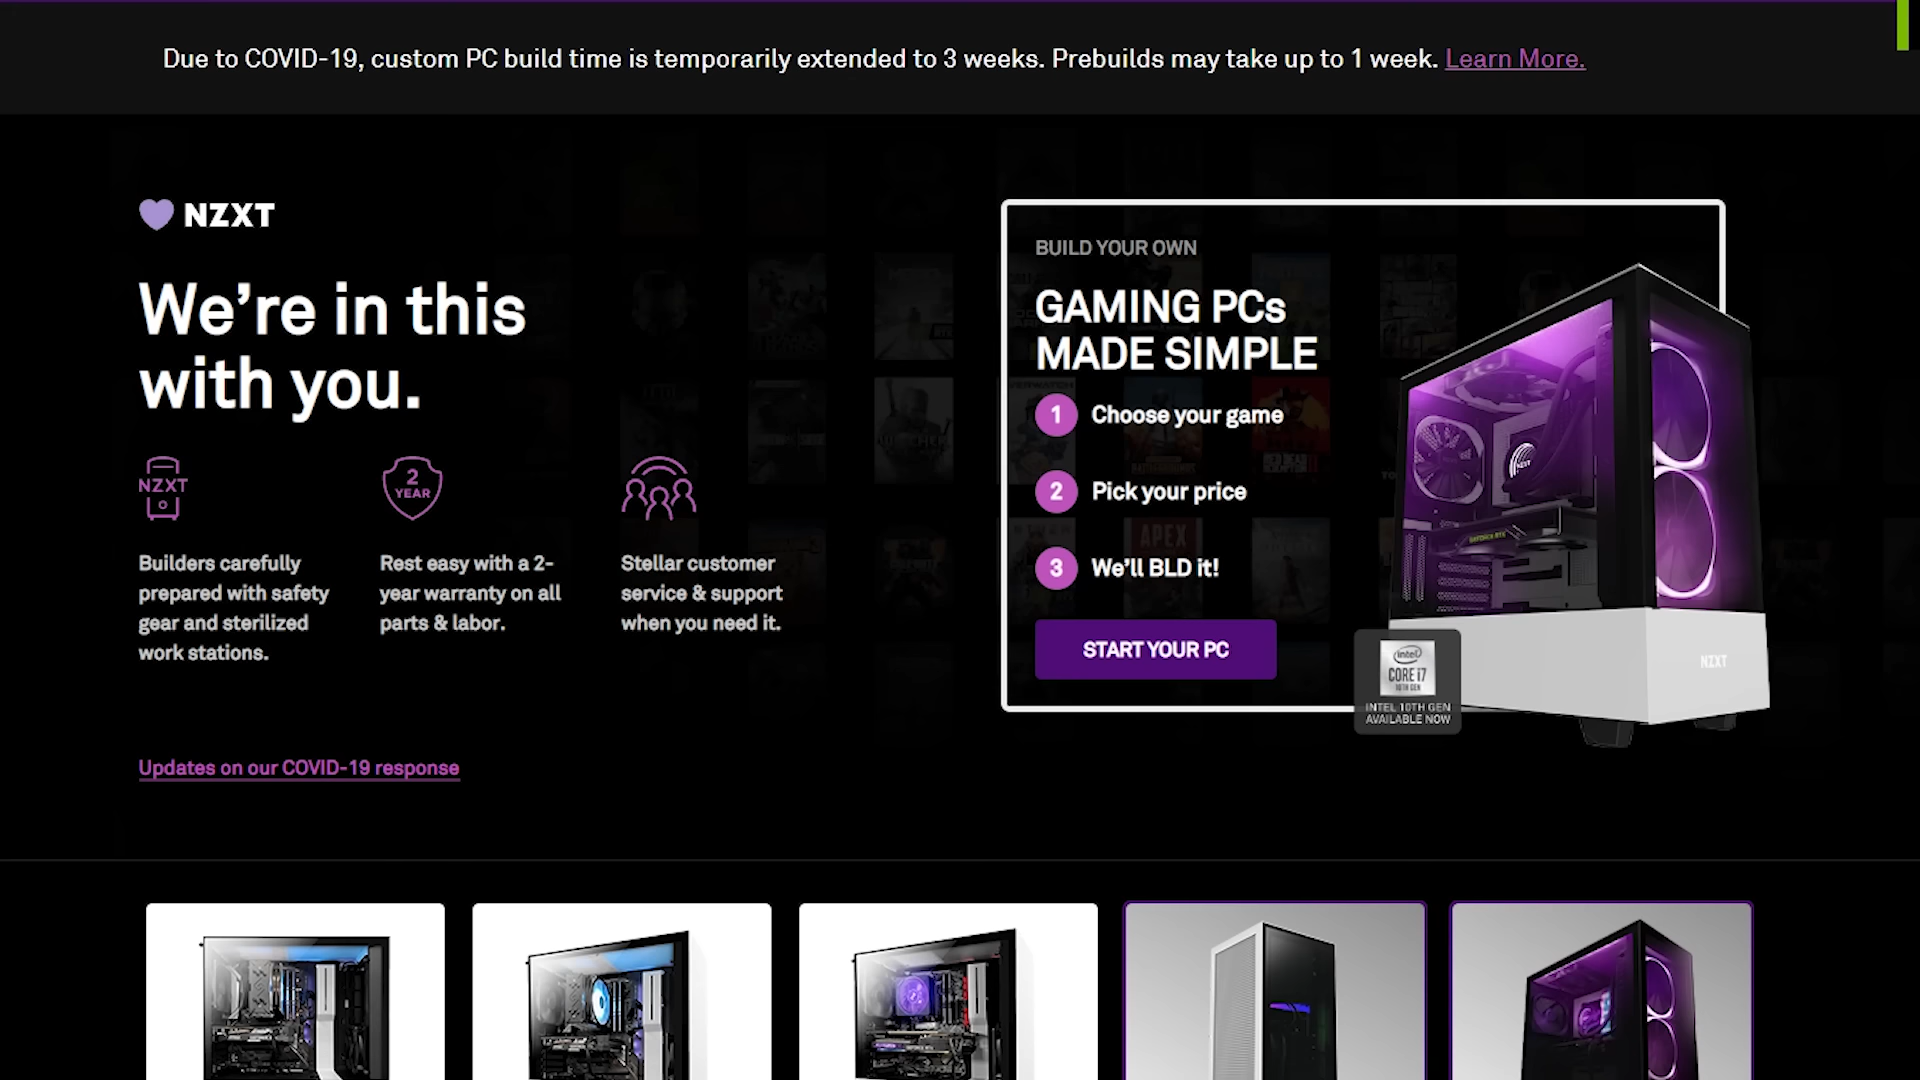 Due to COVID-19, custom PC build time is temporarily extended to 3 weeks. Prebuilds may take up to 1 week. Learn More.
NZXT
We're in this
with you.
NZXT
2
YEAR
Builders carefully
prepared with safety
gear and sterilized
work stations.
Rest easy with a 2-
year warranty on all
parts & labor.
Stellar customer
service & support
when you need it.
Updates on our COVID-19 response
BUILD YOUR OWN
GAMING PCs
MADE SIMPLE
1 Choose your game
2 Pick your price
3 We'll BLD it!
START YOUR PC
intel
CORE i7
10TH GEN
INTEL 10TH GEN
AVAILABLE NOW
NZXT
GEFORCE RTX
NZXT
APEX